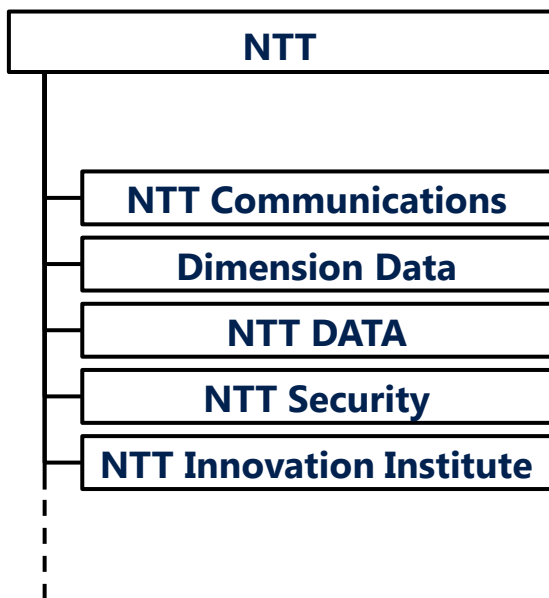 NTT
NTT Communications
Dimension Data
NTT DATA
NTT Security
NTT Innovation Institute